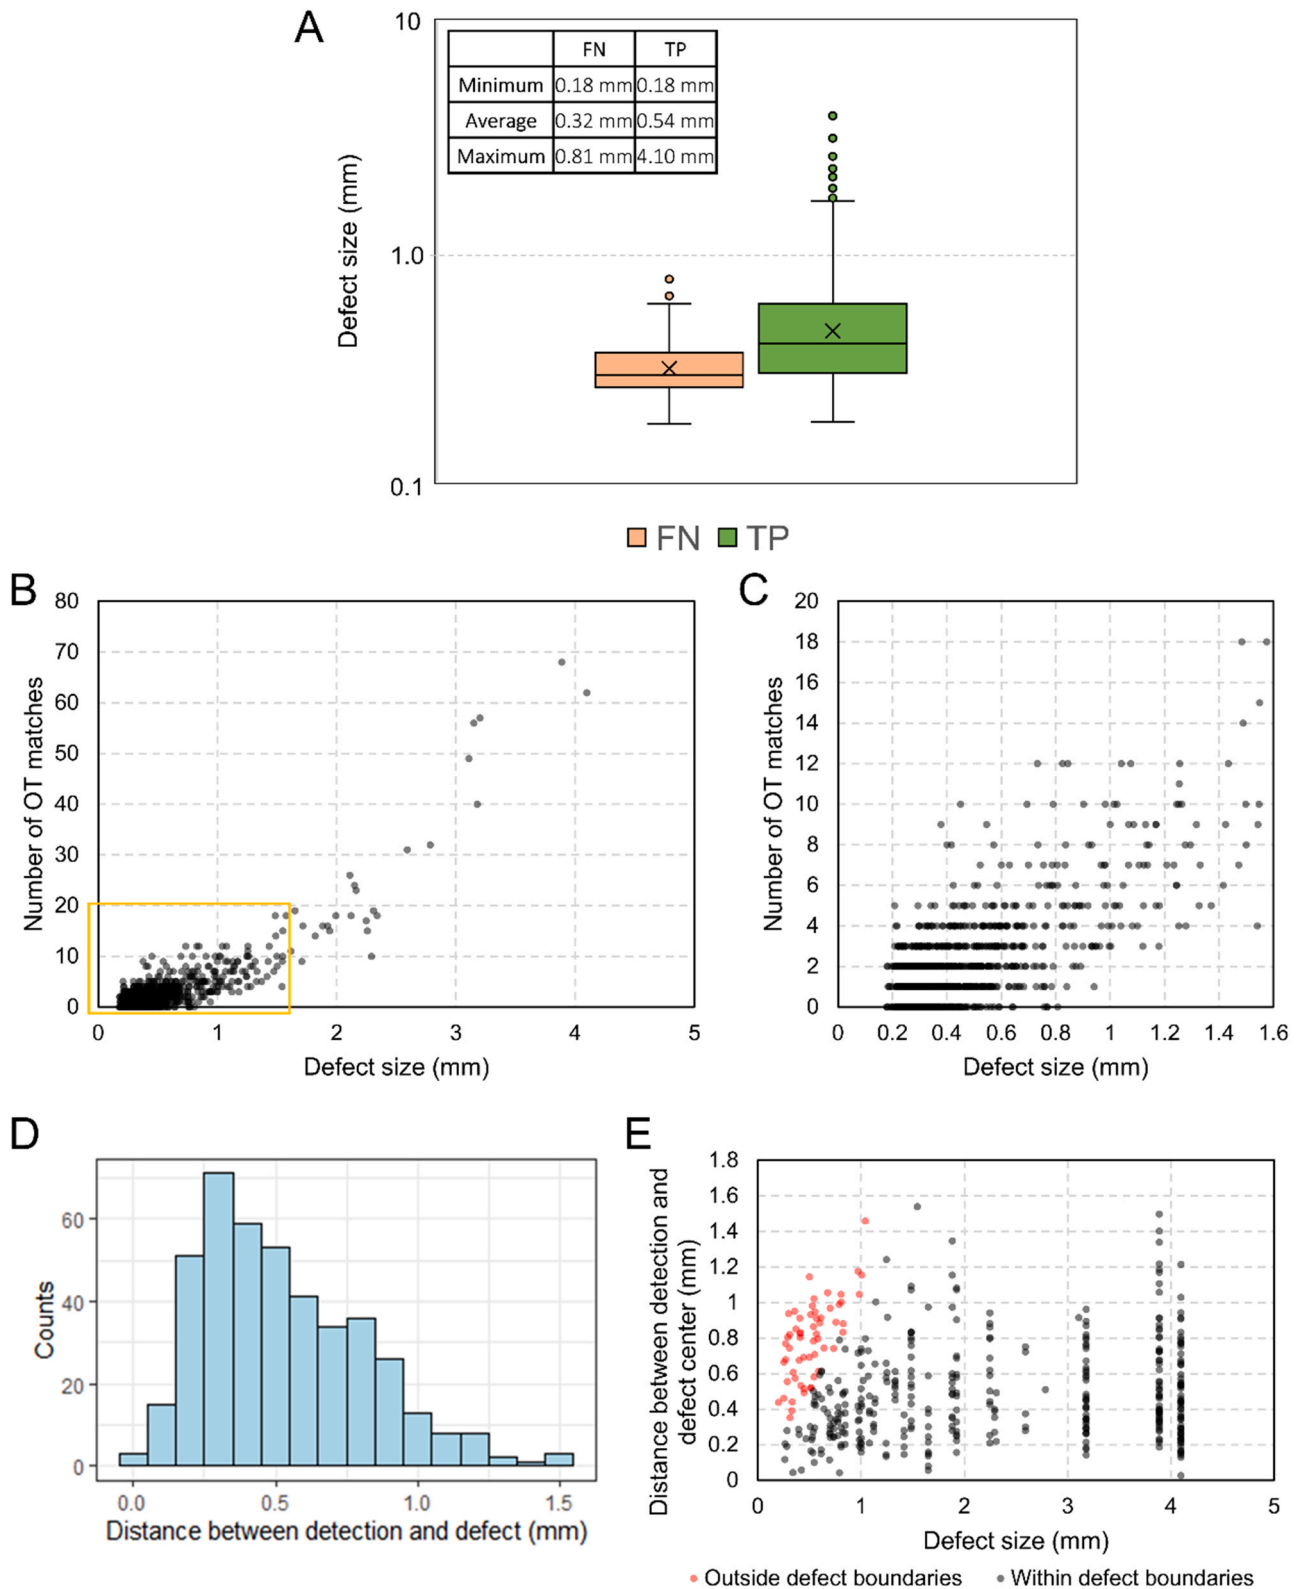 A
10
1.0
0.1
Defect size (mm)
FN TP
Minimum 0.18 mm 0.18 mm
Average 0.32 mm 0.54 mm
Maximum 0.81 mm 4.10 mm
FN TP
B
80
70
60
50
40
30
20
10
0
Number of OT matches
0 1 2 3 4 5
Defect size (mm)
C
20
18
16
14
12
10
8
6
4
2
0
Number of OT matches
0 0.2 0.4 0.6 0.8 1 1.2 1.4 1.6
Defect size (mm)
D
60
40
20
0
Counts
0.0 0.5 1.0 1.5
Distance between detection and defect (mm)
E
1.8
1.6
1.4
1.2
1
0.8
0.6
0.4
0.2
0
Distance between detection and
defect center (mm)
0 1 2 3 4 5
Defect size (mm)
Outside defect boundaries Within defect boundaries